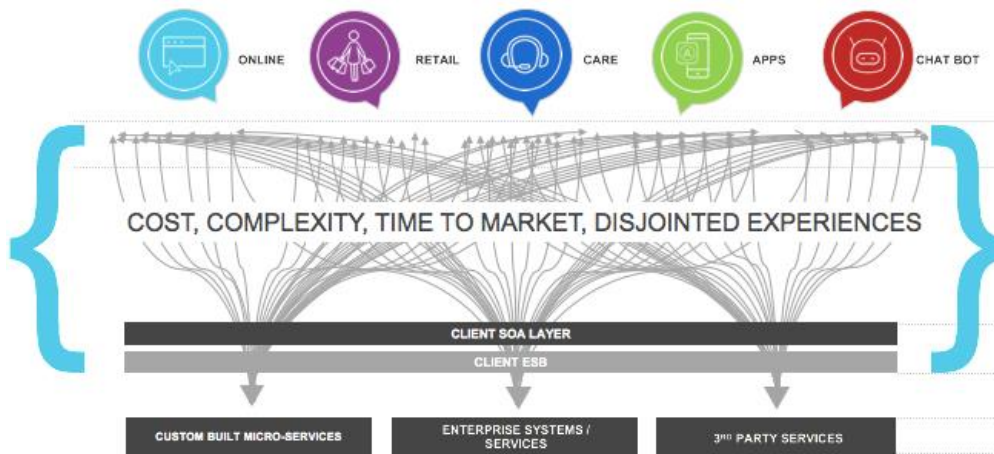 ONLINE
RETAIL
CARE
APPS
CHAT BOT
A
COST, COMPLEXITY, TIME TO MARKET, DISJOINTED EXPERIENCES
CLIENT SOA LAYER
CLIENT ESB
CUSTOM BUILT MICRO-SERVICES
ENTERPRISE SYSTEMS /
SERVICES
3RD PARTY SERVICES